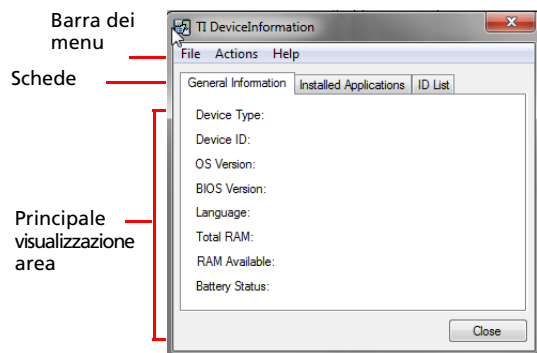 Barra dei
menu
TI DeviceInformation
File Actions Help
Schede
General Information Installed Applications ID List
Device Type:
Device ID:
OS Version:
BIOS Version:
Language:
Total RAM:
RAM Available:
Battery Status:
Principale
visualizzazione
area
Close